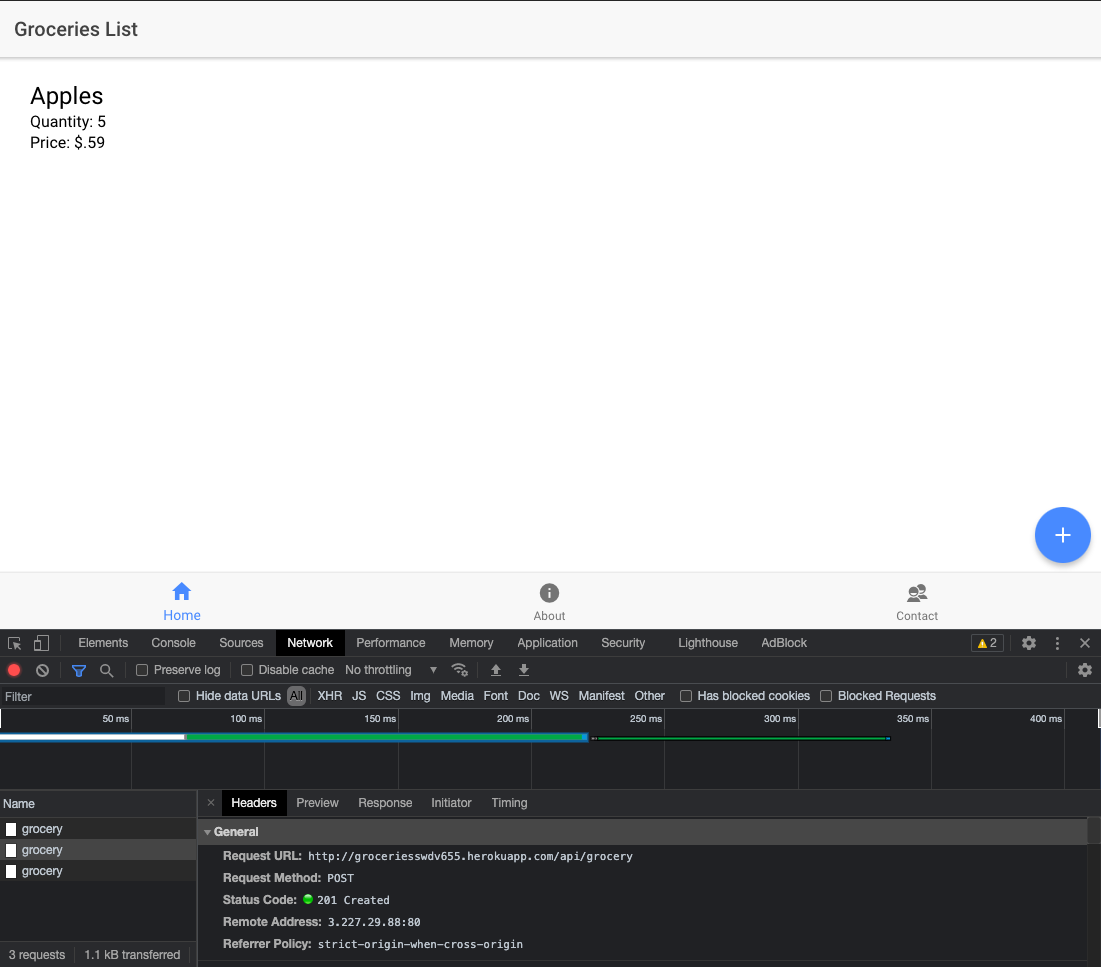 Groceries List
Apples
Quantity: 5
Price: $.59
Home
About
Contact
Elements Console Sources Network Performance Memory Application Security Lighthouse AdBlock 2
Preserve log Disable cache No throttling
Filter Hide data URLs All XHR JS CSS Img Media Font Doc WS Manifest Other Has blocked cookies Blocked Requests
50 ms 100 ms 150 ms 200 ms 250 ms 300 ms 350 ms 400 ms
Name
grocery
grocery
grocery
3 requests 1.1 kB transferred
Headers Preview Response Initiator Timing
General
Request URL: http://groceriesswdv655.herokuapp.com/api/grocery
Request Method: POST
Status Code: 201 Created
Remote Address: 3.227.29.88:80
Referrer Policy: strict-origin-when-cross-origin